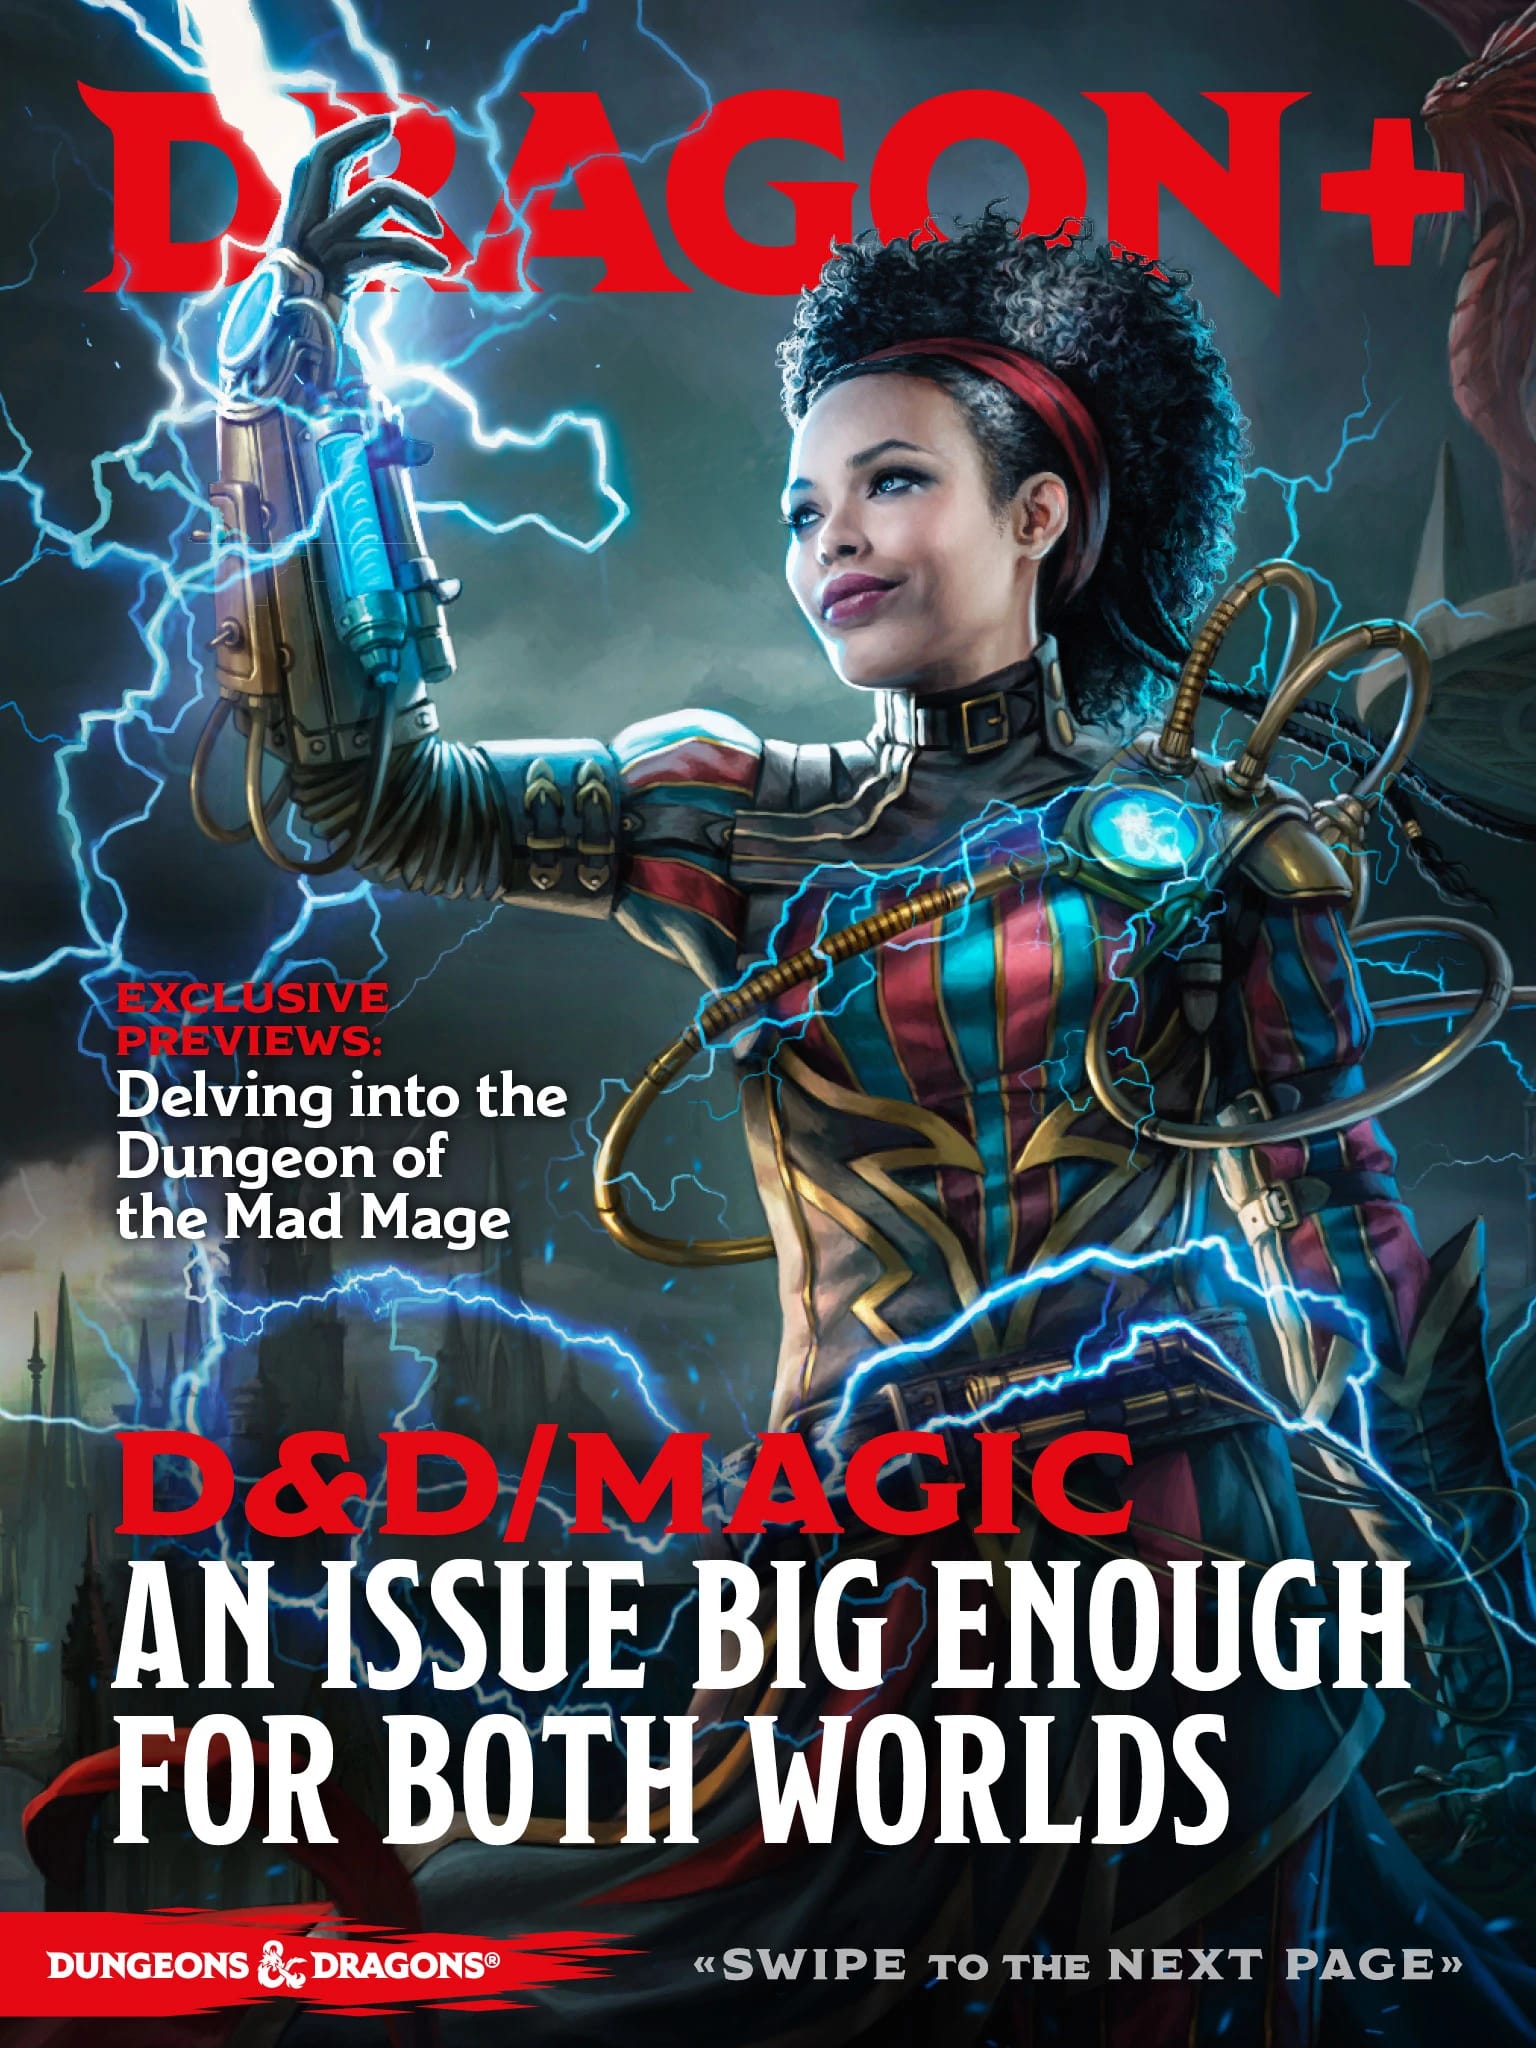 DRAGON+
EXCLUSIVE
PREVIEWS:
Delving into the
Dungeon of
the Mad Mage
D&D/MAGIC
AN ISSUE BIG ENOUGH
FOR BOTH WORLDS
DUNGEONS & DRAGONS®
«SWIPE TO THE NEXT PAGE»